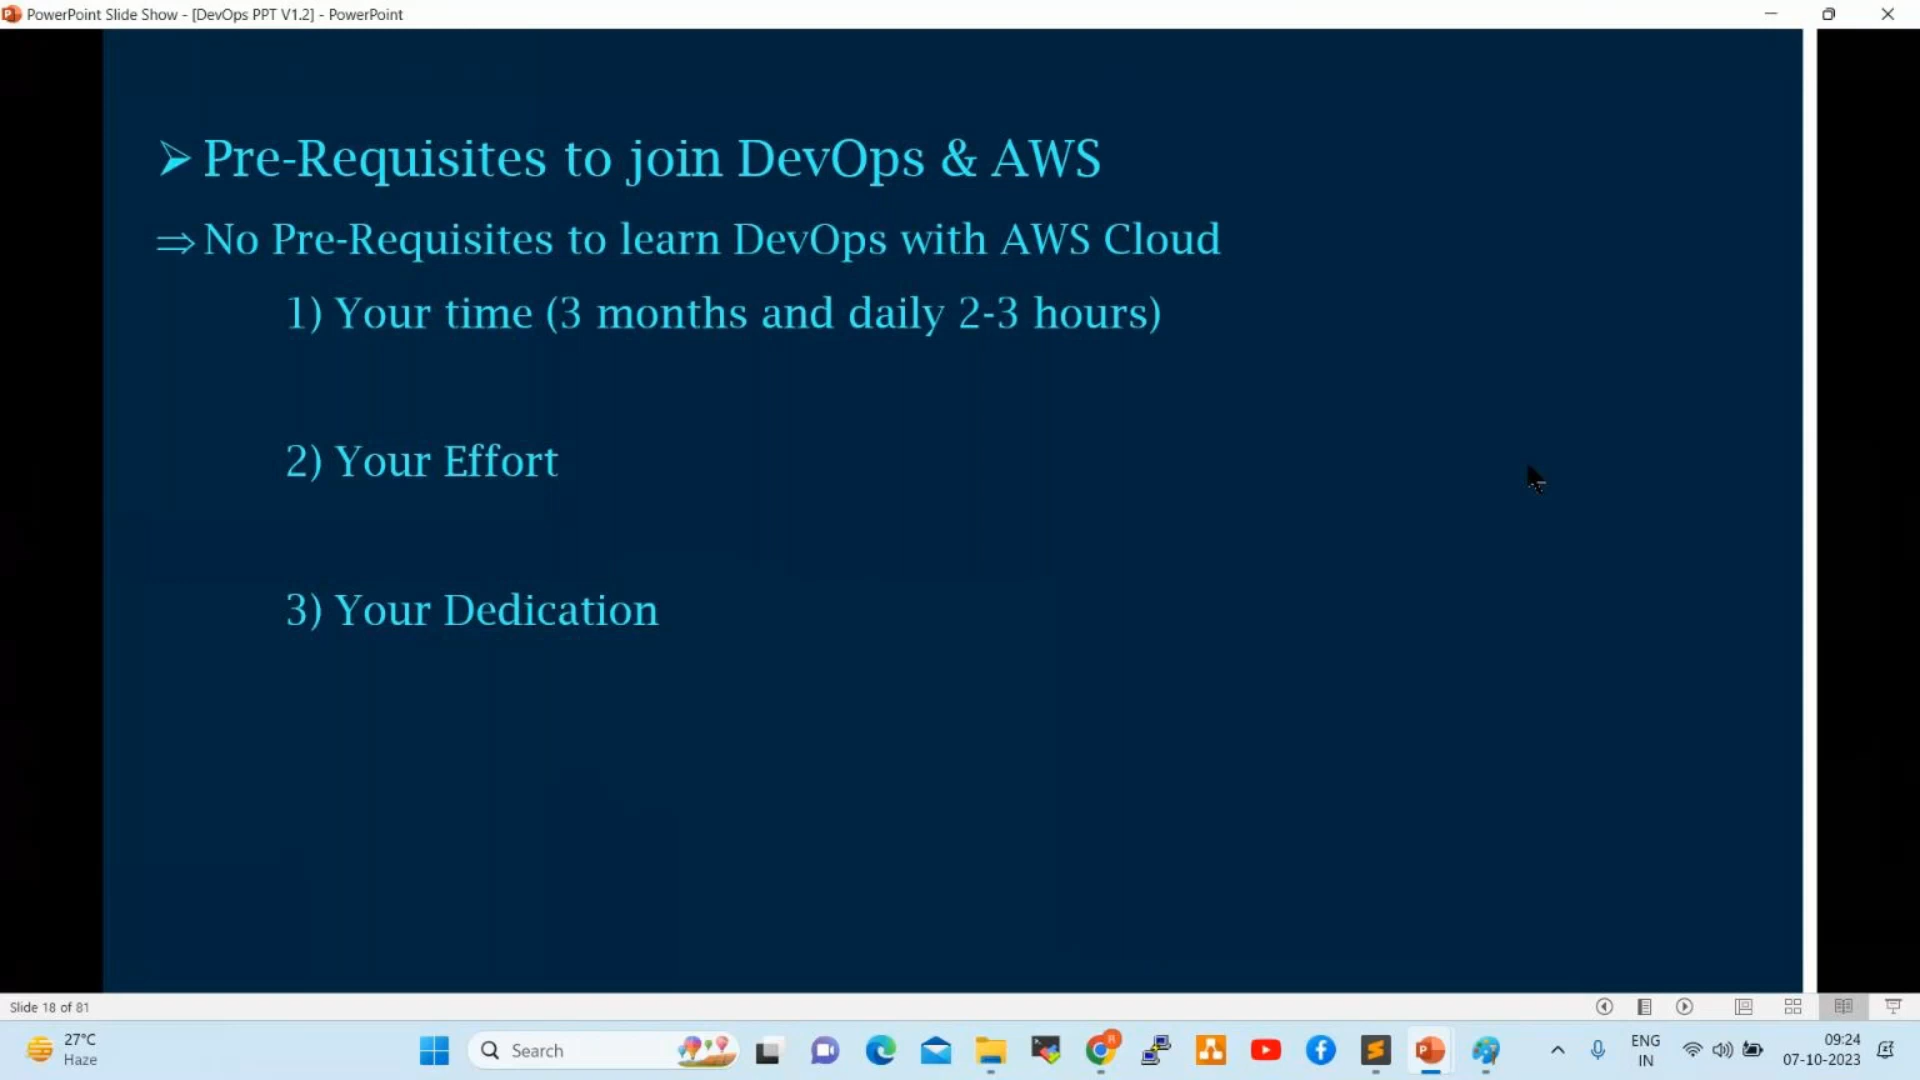 PowerPoint Slide Show - [DevOps PPT V1.2] - PowerPoint
➢ Pre-Requisites to join DevOps & AWS
⇒ No Pre-Requisites to learn DevOps with AWS Cloud
1) Your time (3 months and daily 2-3 hours)
2) Your Effort
3) Your Dedication
Slide 18 of 81
27°C
Haze
Search
ENG
IN
09:24
07-10-2023